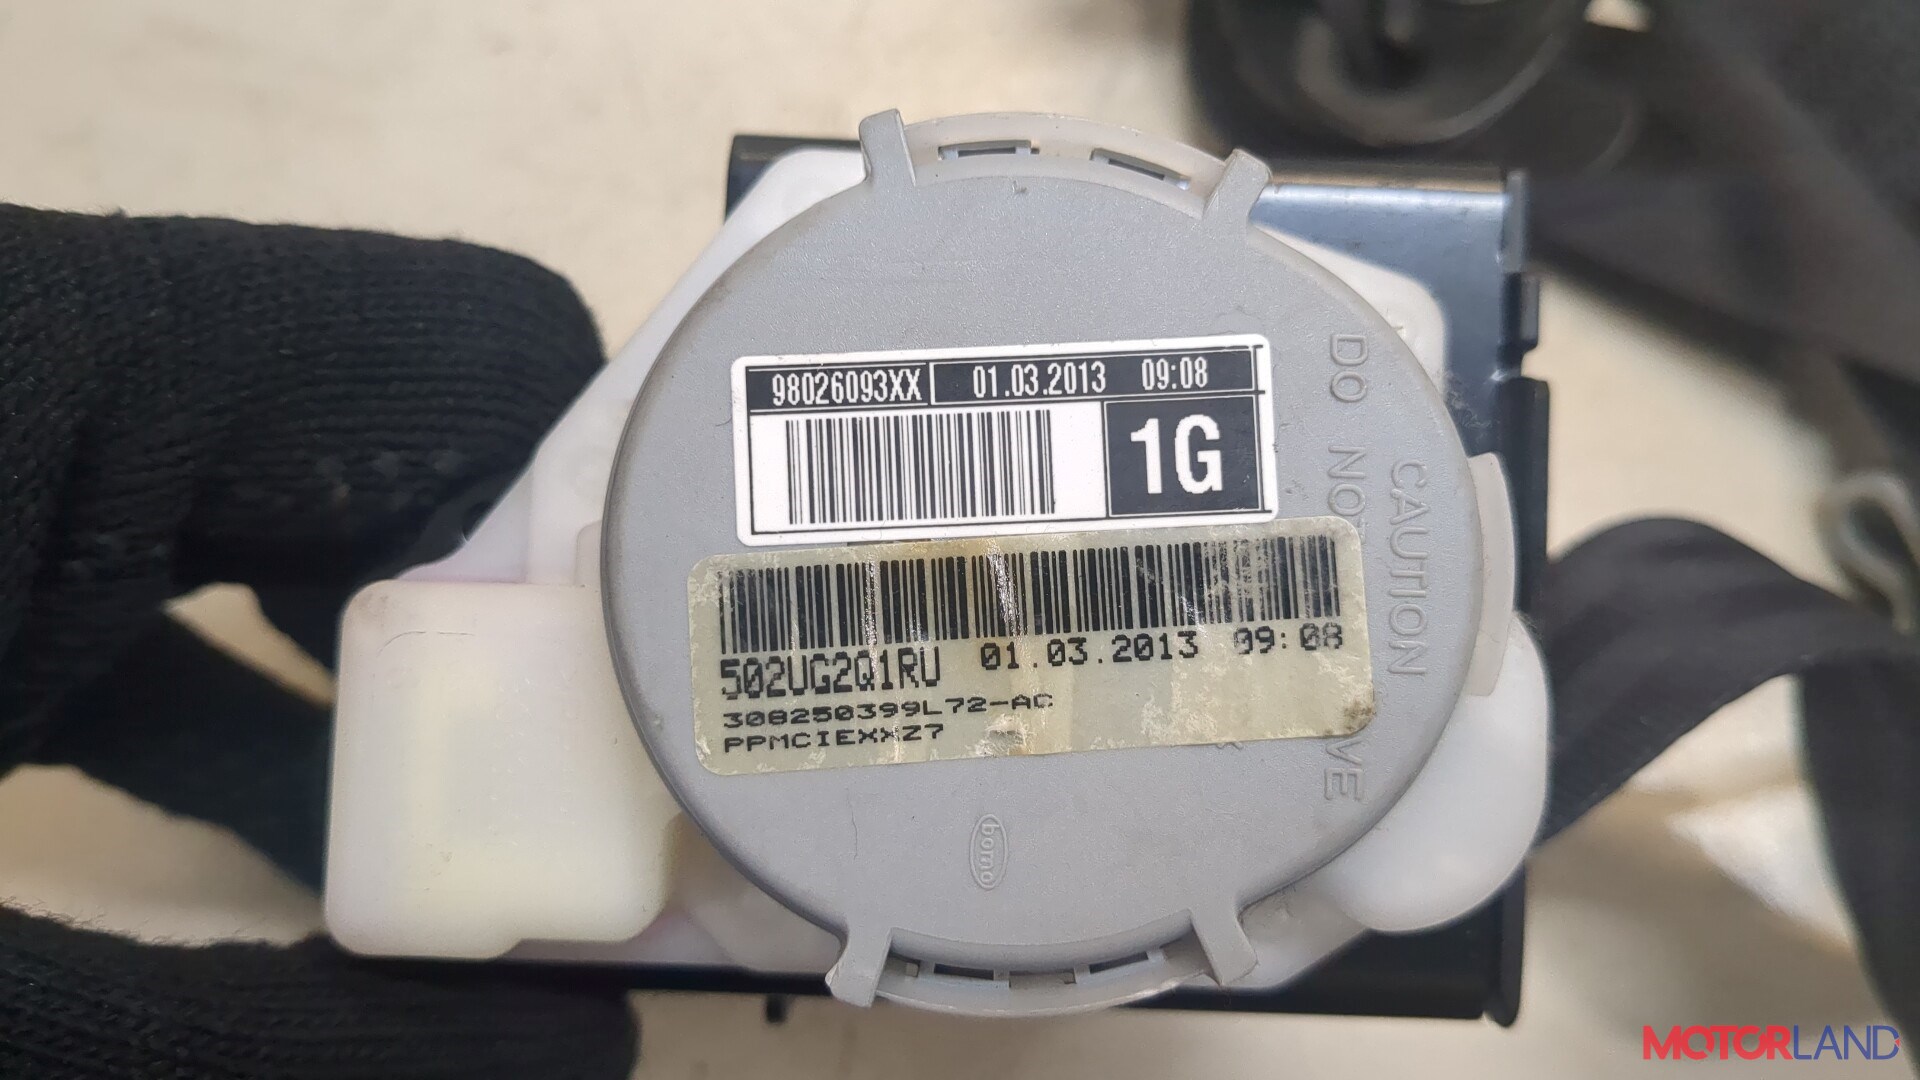 98026093XX 01.03.2013 09:08
1G
502UG2Q1RU 01.03.2013 09:08
308250399L72-AC
PPMCIEXXZ7
CAUTION
DO NOT
bomo
MOTORLAND